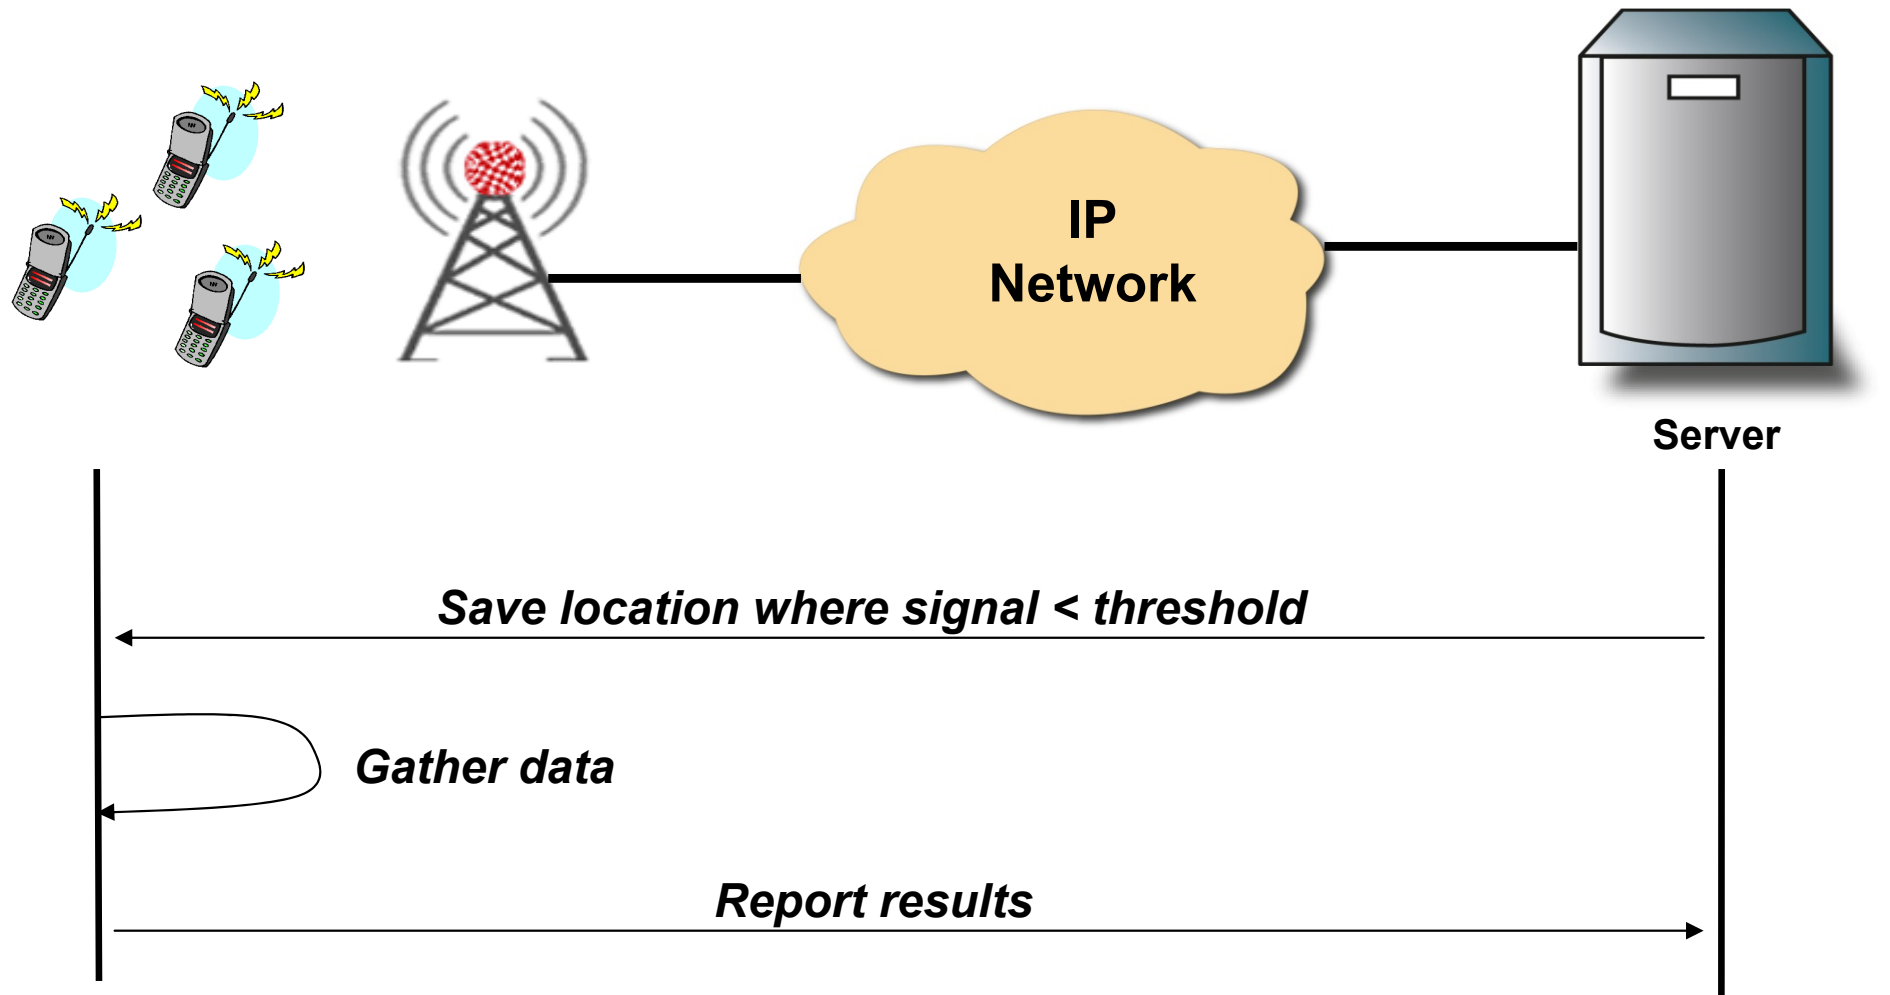 IP
Network
Server
Save location where signal < threshold
Gather data
Report results